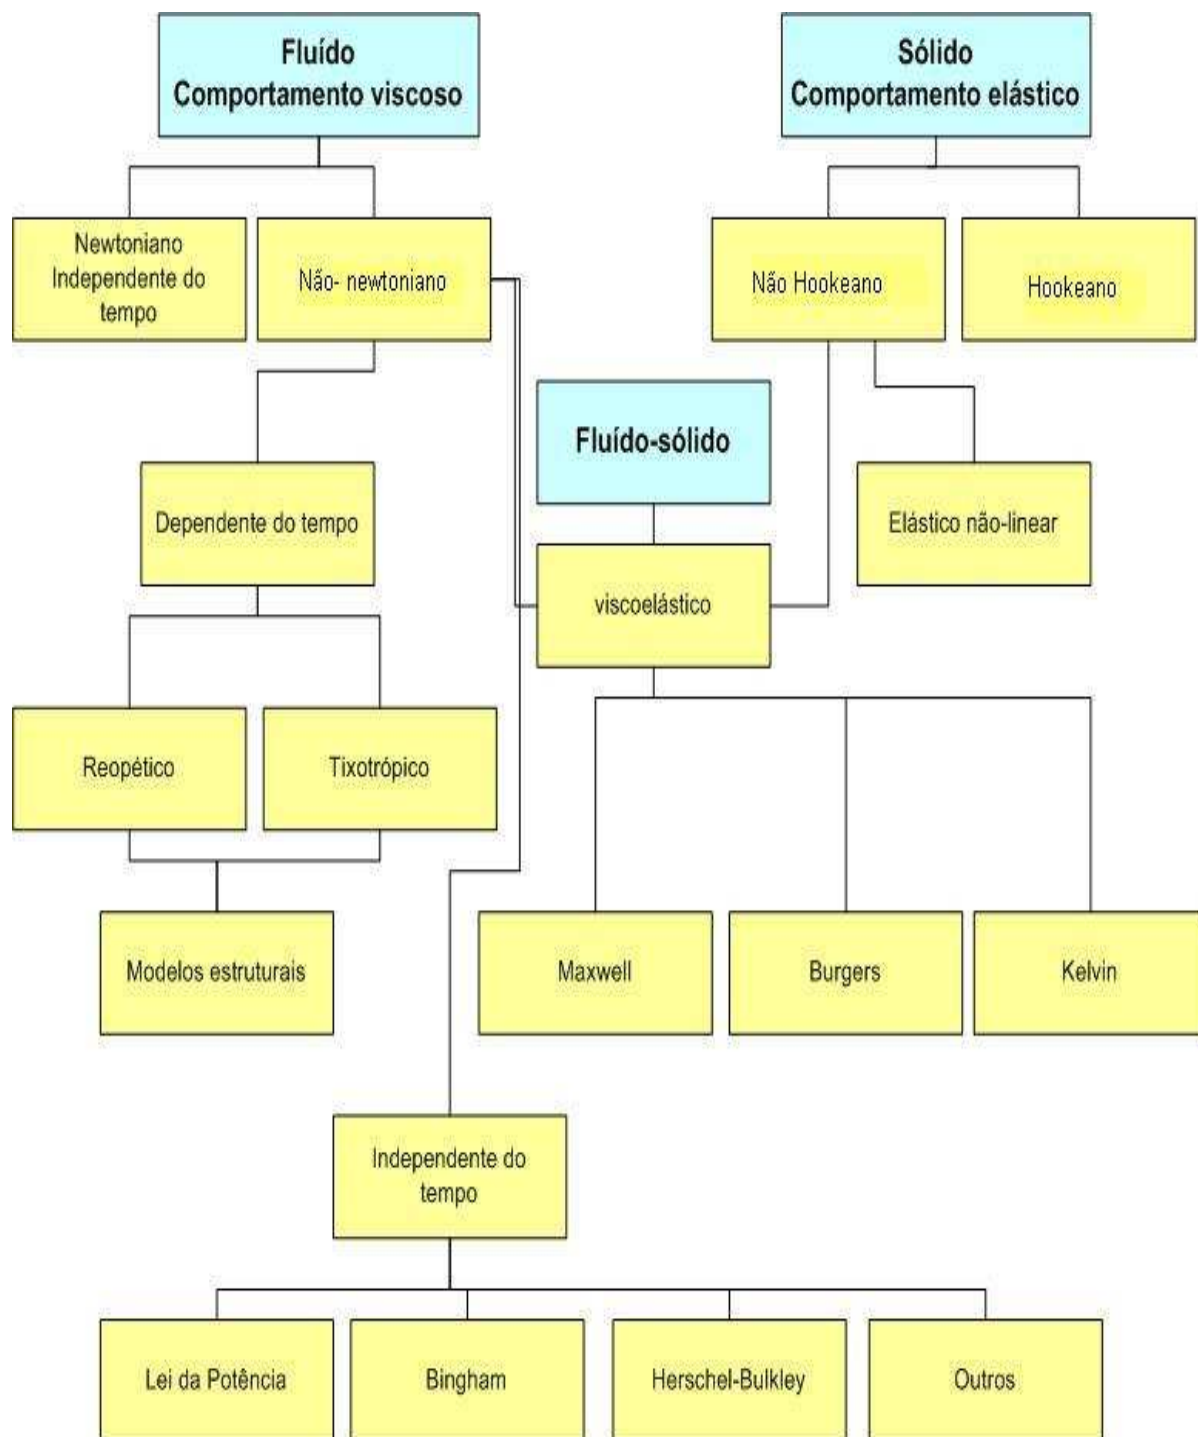 Fluído
Comportamento viscoso
Sólido
Comportamento elástico
Newtoniano
Independente do
tempo
Não- newtoniano
Não Hookeano
Hookeano
Fluído-sólido
Dependente do tempo
Elástico não-linear
viscoelástico
Reopético
Tixotrópico
Modelos estruturais
Maxwell
Burgers
Kelvin
Independente do
tempo
Lei da Potência
Bingham
Herschel-Bulkley
Outros